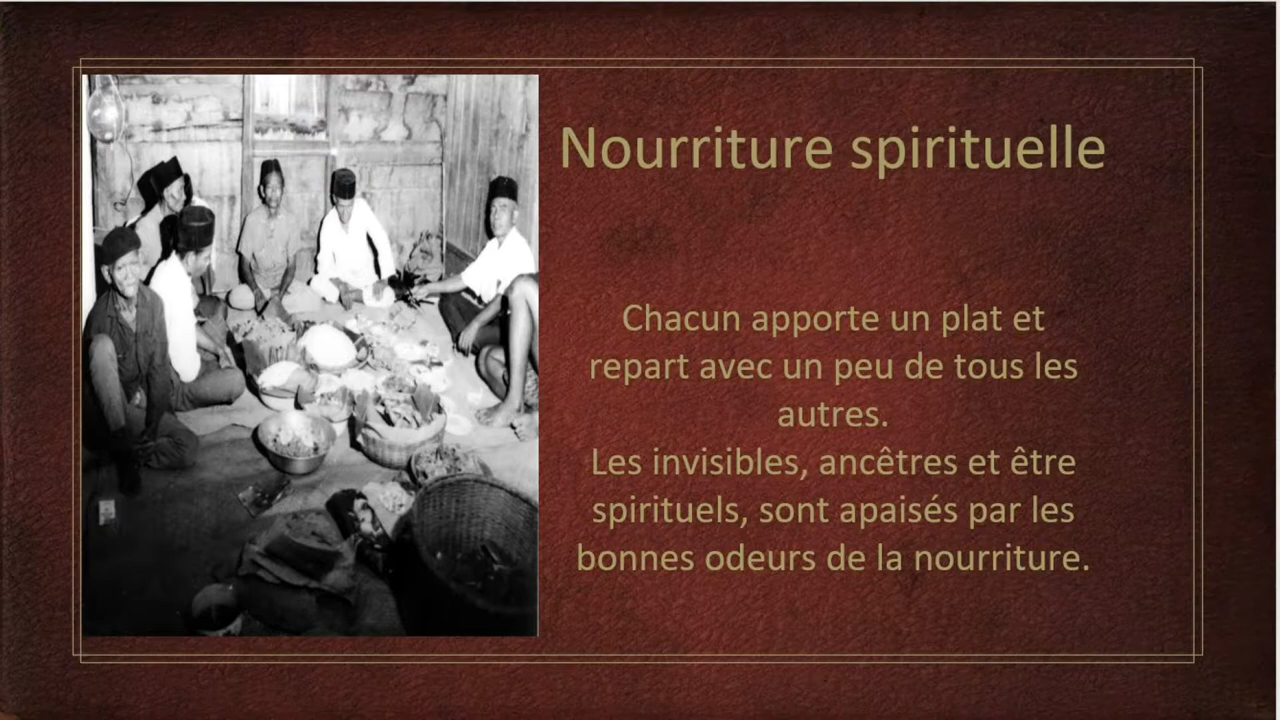 Nourriture spirituelle
Chacun apporte un plat et
repart avec un peu de tous les
autres.
Les invisibles, ancêtres et être
spirituels, sont apaisés par les
bonnes odeurs de la nourriture.